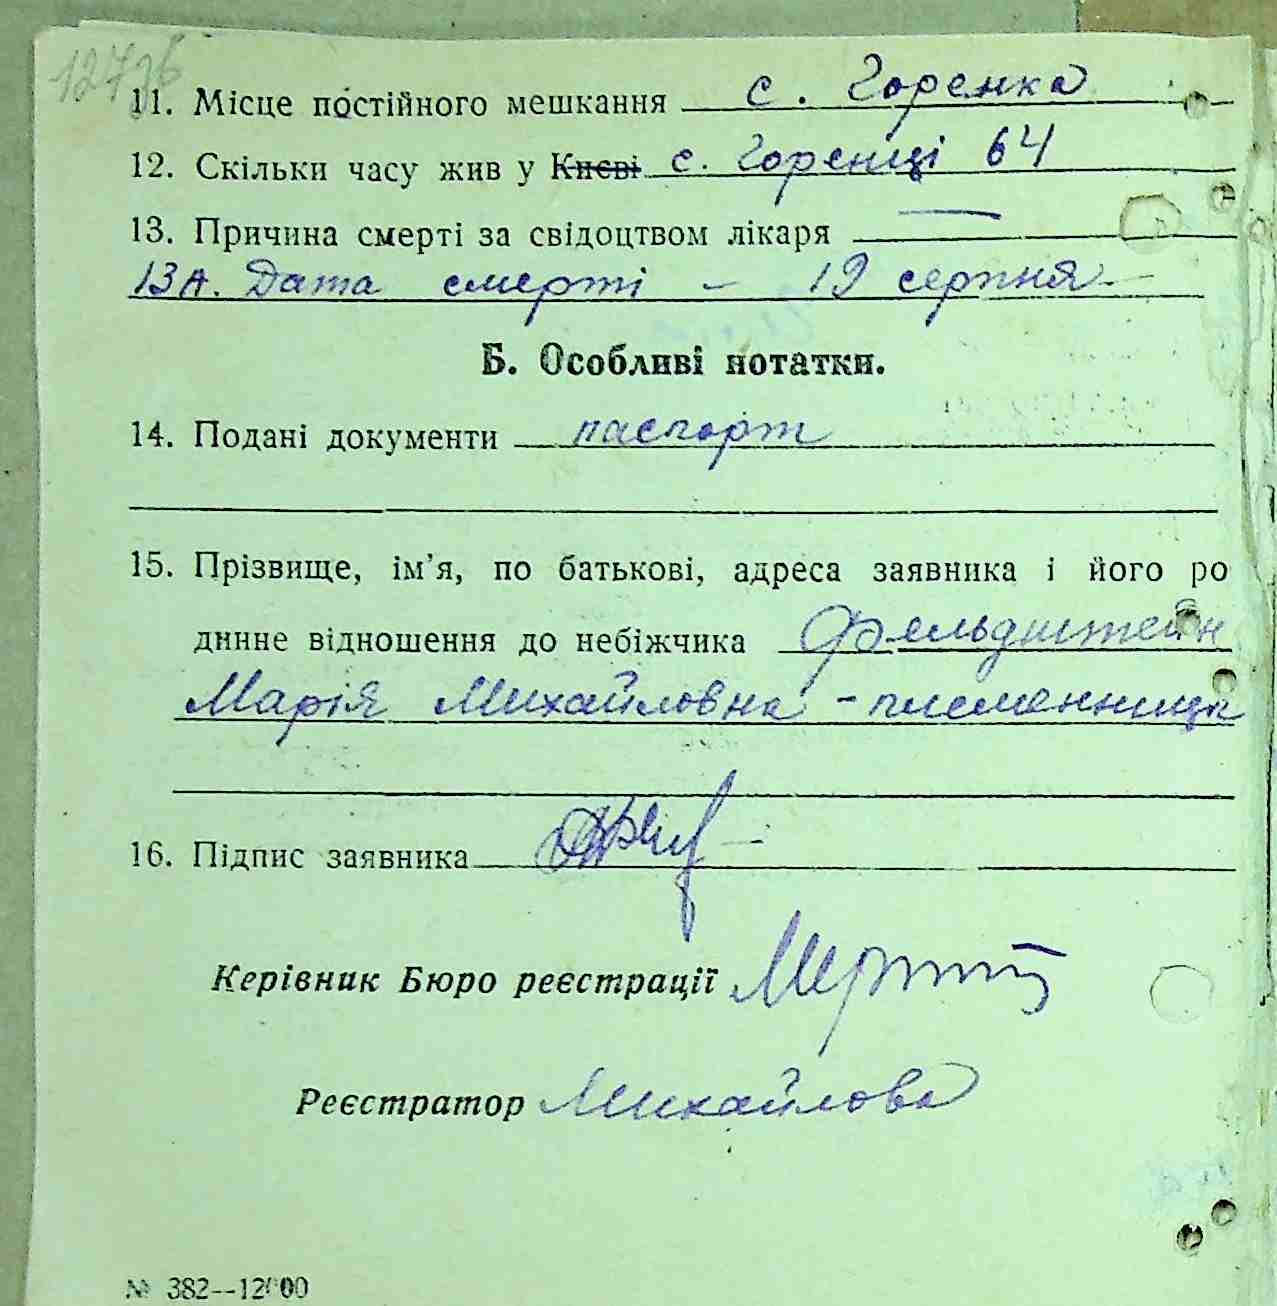 127зв
11. Місце постійного мешкання с. Горенка
12. Скільки часу жив у Києві с. Горенці 64
13. Причина смерті за свідоцтвом лікаря —
13А. Дата смерті – 19 серпня
Б. Особливі нотатки.
14. Подані документи паспорт
15. Прізвище, ім’я, по батькові, адреса заявника і його ро
динне відношення до небіжчика Фельдштейн
Марія Михайловна - племенниця
16. Підпис заявника
Керівник Бюро реєстрації
Реєстратор Михайлова
№ 382--12000